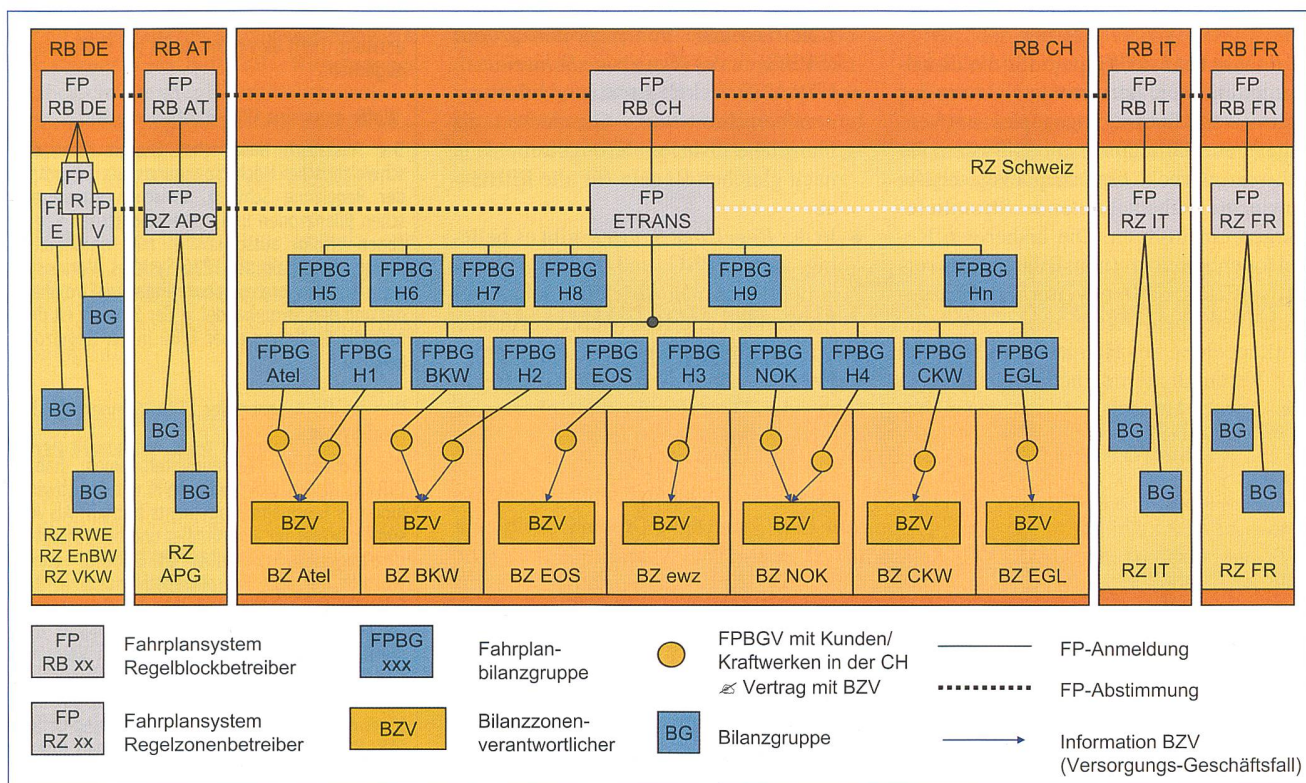 RB DE
RB AT
RB CH
RB IT
RB FR
FP
RB DE
FP
RB AT
FP
RB CH
FP
RB IT
FP
RB FR
RZ Schweiz
FP
R
FP
E
FP
V
FP
RZ APG
FP
ETRANS
FP
RZ IT
FP
RZ FR
FPBG
H5
FPBG
H6
FPBG
H7
FPBG
H8
FPBG
H9
FPBG
Hn
BG
FPBG
Atel
FPBG
H1
FPBG
BKW
FPBG
H2
FPBG
EOS
FPBG
H3
FPBG
NOK
FPBG
H4
FPBG
CKW
FPBG
EGL
BG
BG
BG
BG
BG
BG
BG
BG
BZV
BZV
BZV
BZV
BZV
BZV
BZV
RZ RWE
RZ EnBW
RZ VKW
RZ
APG
BZ Atel
BZ BKW
BZ EOS
BZ ewz
BZ NOK
BZ CKW
BZ EGL
RZ IT
RZ FR
FP
RB xx
Fahrplansystem
Regelblockbetreiber
FPBG
xxx
Fahrplan-
bilanzgruppe
FPBGV mit Kunden/
Kraftwerken in der CH
Vertrag mit BZV
FP-Anmeldung
FP-Abstimmung
FP
RZ xx
Fahrplansystem
Regelzonenbetreiber
BZV
Bilanzzonen-
verantwortlicher
BG
Bilanzgruppe
Information BZV
(Versorgungs-Geschäftsfall)